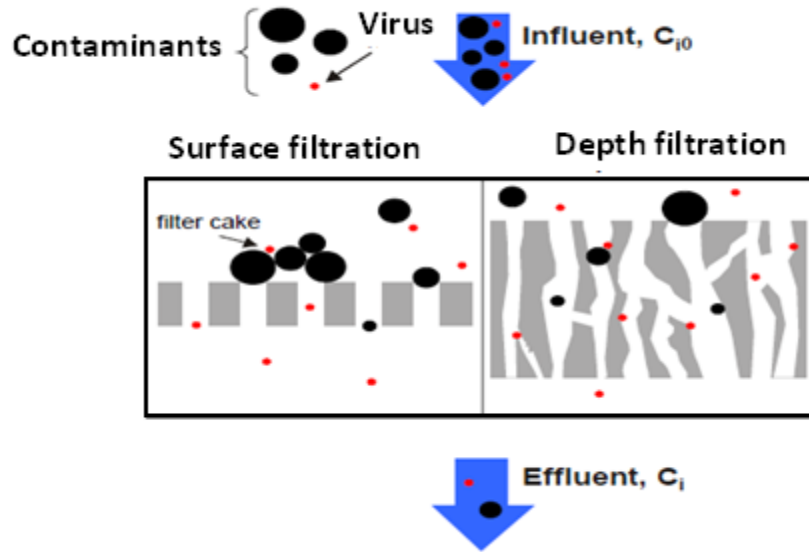 Contaminants
Virus
Influent, Ci0
Surface filtration
Depth filtration
filter cake
Effluent, Ci